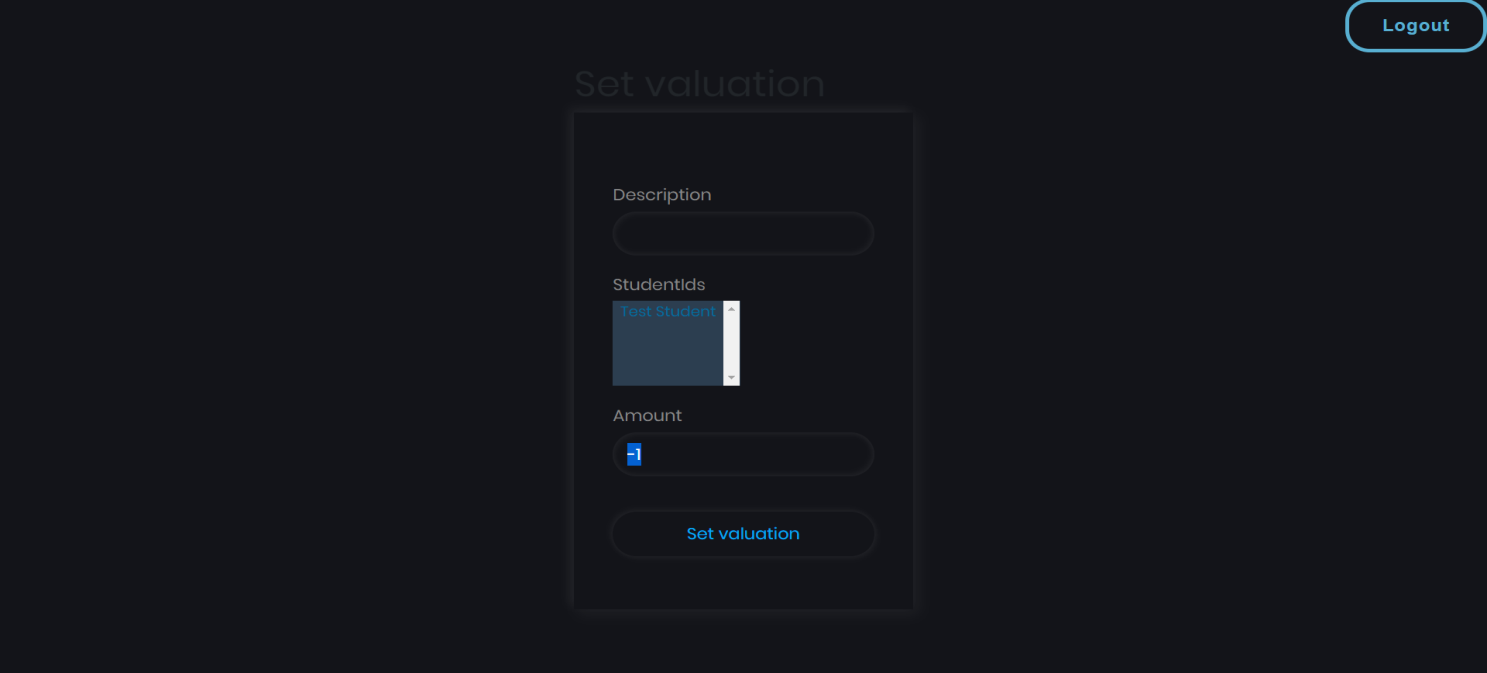 Logout
Set valuation
Description
StudentIds
Test Student
Amount
-1
Set valuation